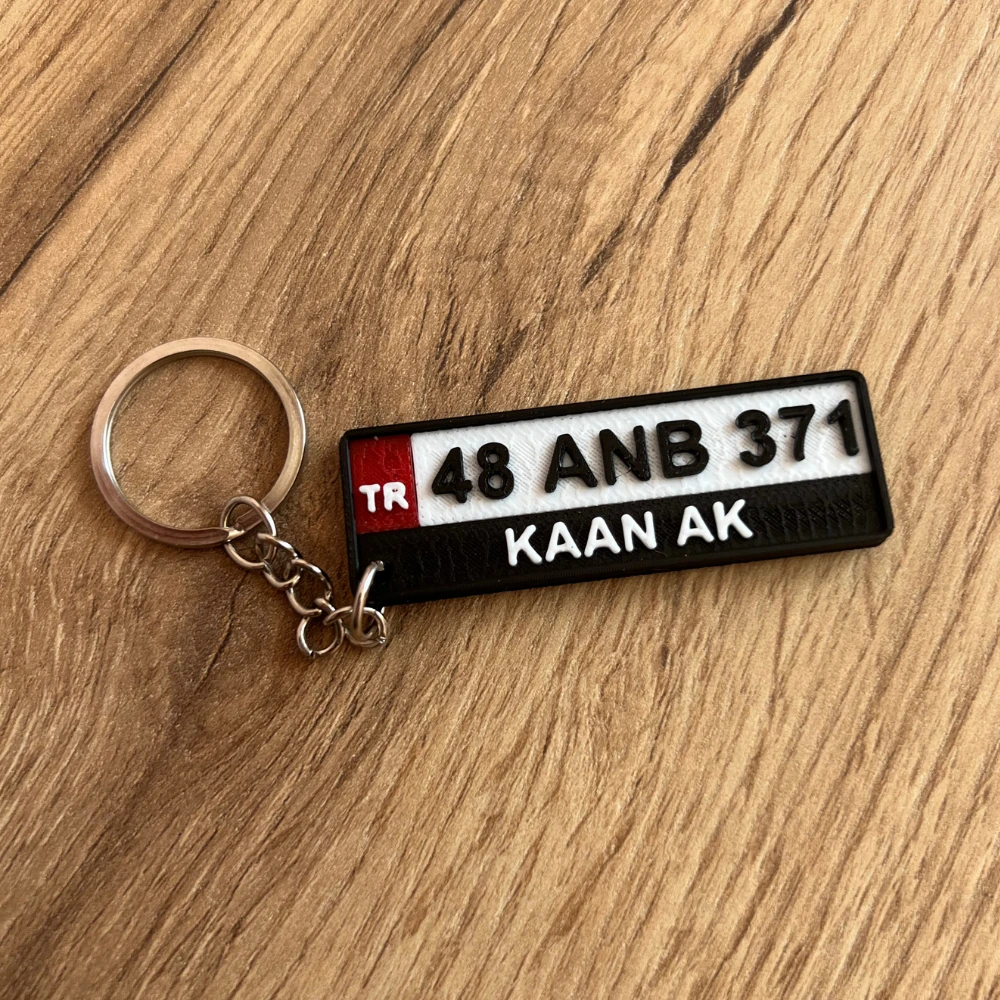 TR 48 ANB 371
KAAN AK